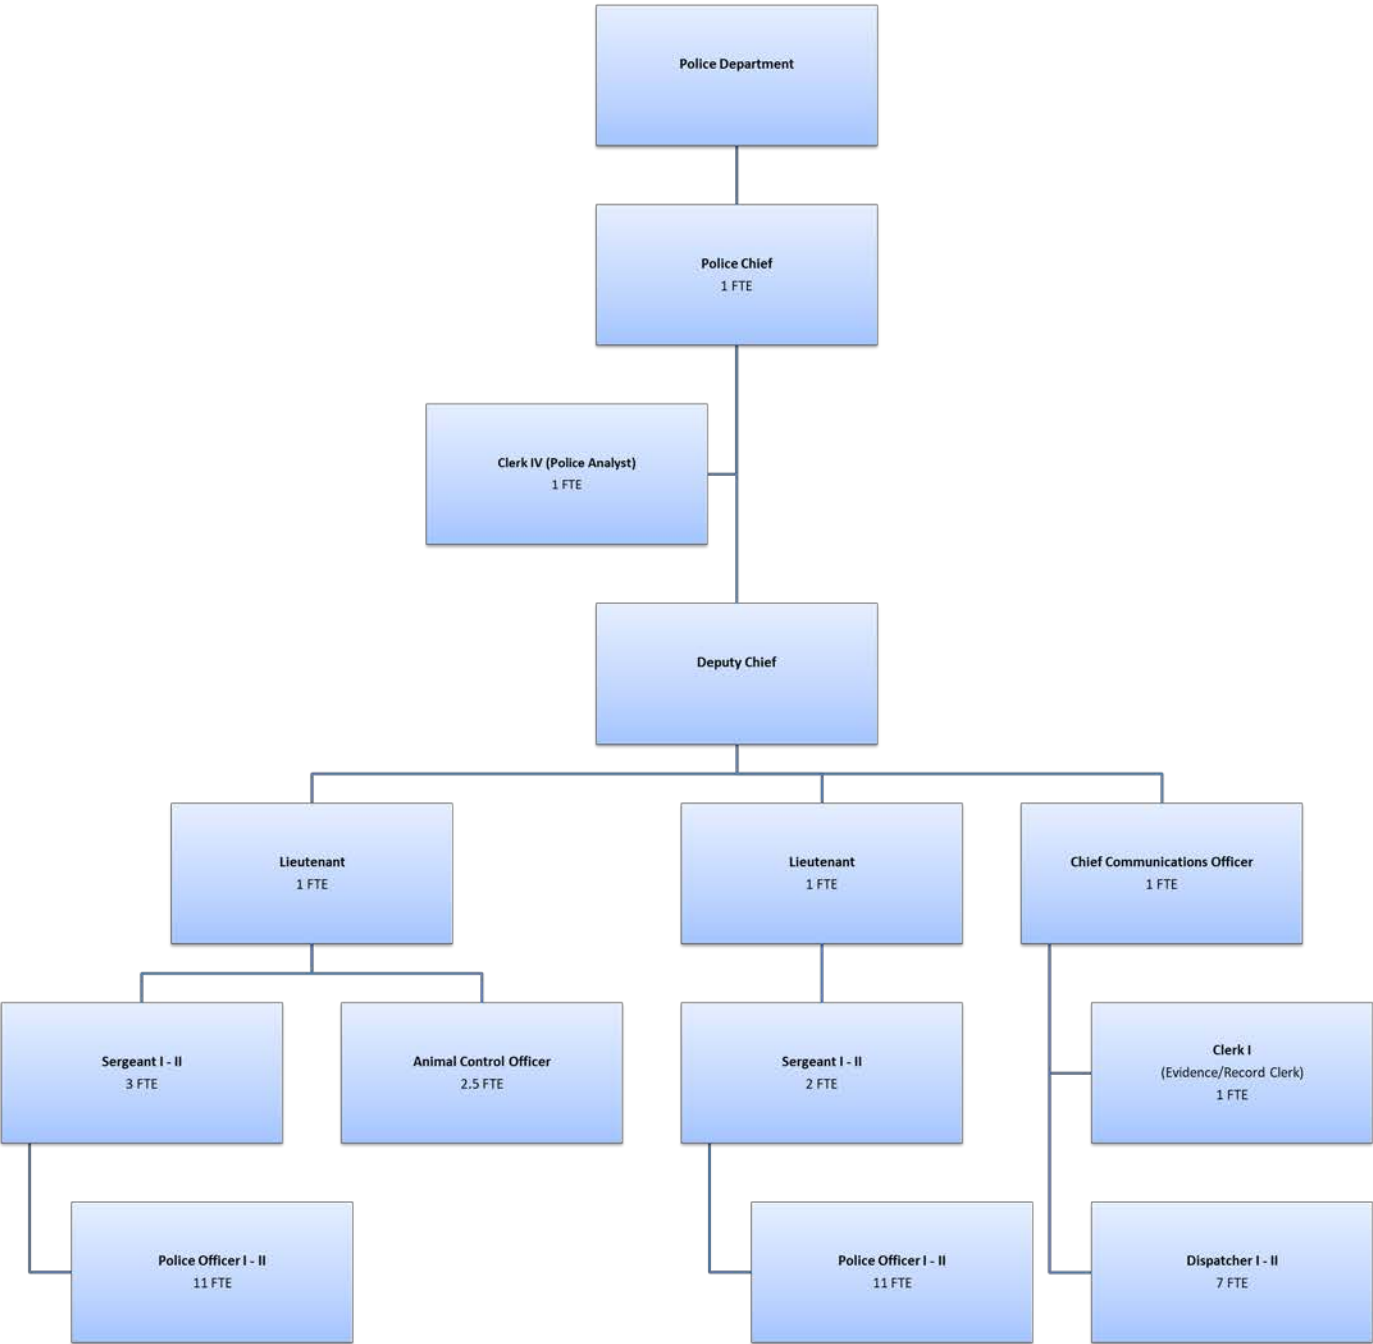 Police Department
Police Chief
1 FTE
Clerk IV (Police Analyst)
1 FTE
Deputy Chief
Lieutenant
1 FTE
Lieutenant
1 FTE
Chief Communications Officer
1 FTE
Sergeant I - II
3 FTE
Animal Control Officer
2.5 FTE
Sergeant I - II
2 FTE
Clerk I
(Evidence/Record Clerk)
1 FTE
Police Officer I - II
11 FTE
Police Officer I - II
11 FTE
Dispatcher I - II
7 FTE